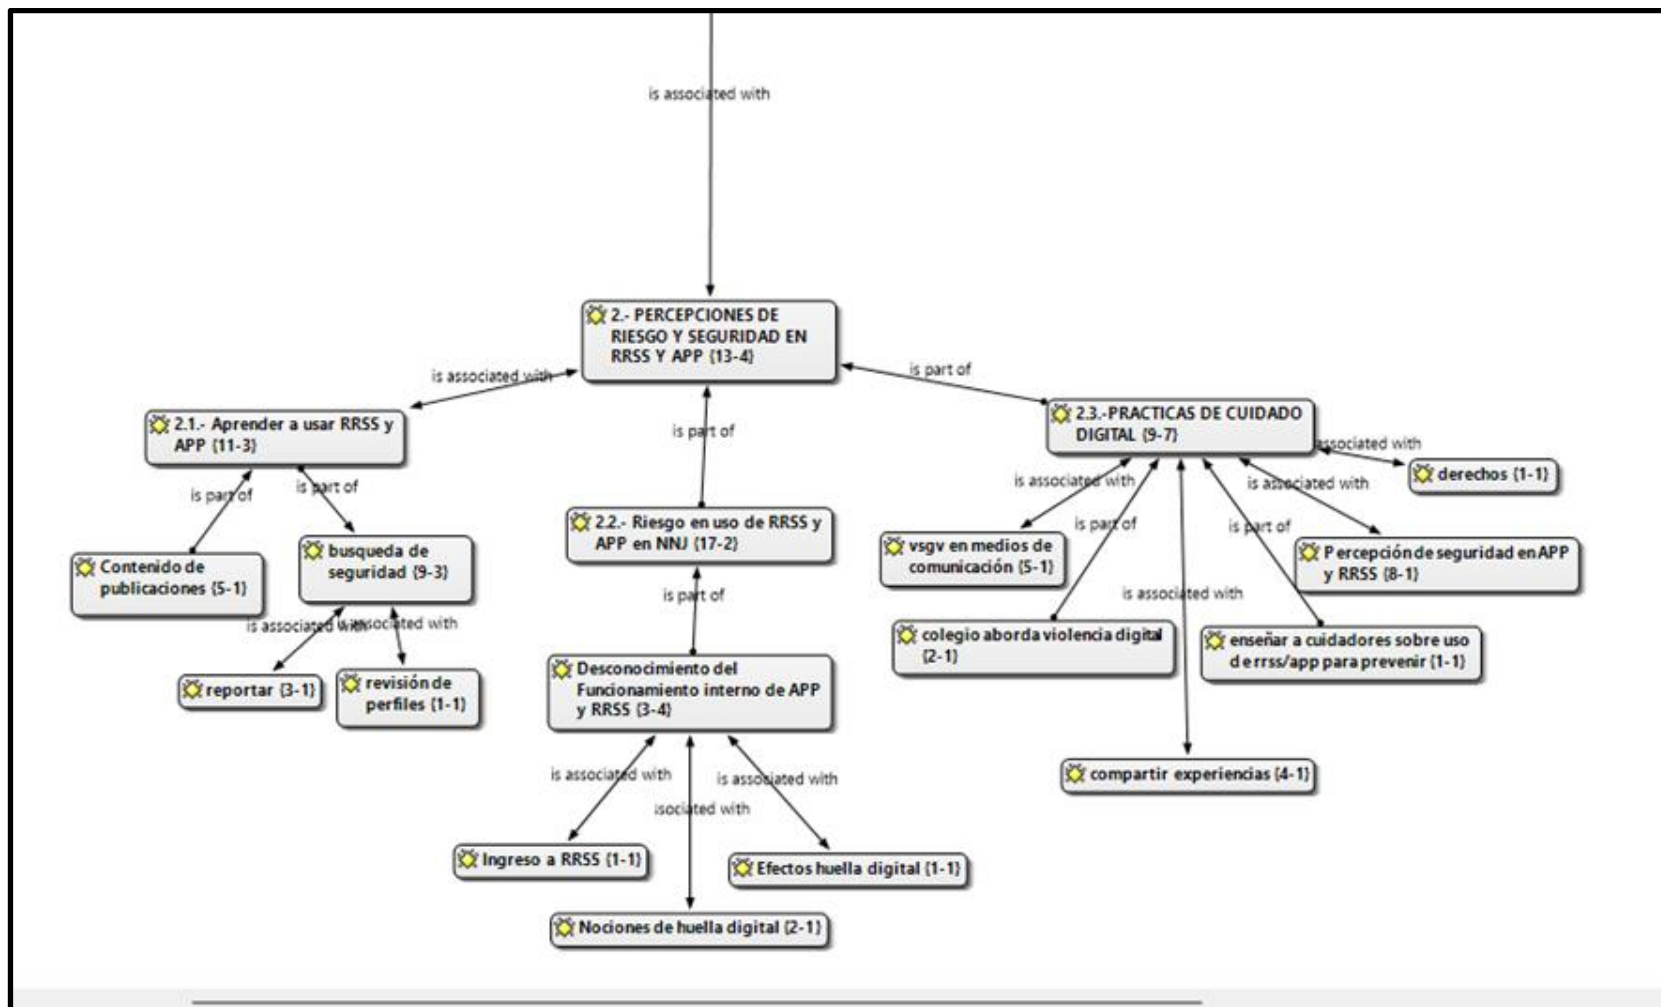 is associated with
2.- PERCEPCIONES DE
RIESGO Y SEGURIDAD EN
RRSS Y APP {13-4}
is associated with
is part of
is part of
2.1.- Aprender a usar RRSS y
APP {11-3}
2.3.-PRACTICAS DE CUIDADO
DIGITAL {9-7}
associated with
derechos {1-1}
is part of
is part of
is associated with
is associated with
is part of
is part of
2.2.- Riesgo en uso de RRSS y
APP en NNJ {17-2}
Contenido de
publicaciones {5-1}
busqueda de
seguridad {9-3}
vsgv en medios de
comunicación {5-1}
Percepción de seguridad en APP
y RRSS {8-1}
is part of
is associated with
is associated with
is associated with
colegio aborda violencia digital
{2-1}
enseñar a cuidadores sobre uso
de rrss/app para prevenir {1-1}
reportar {3-1}
revisión de
perfiles {1-1}
Desconocimiento del
Funcionamiento interno de APP
y RRSS {3-4}
compartir experiencias {4-1}
is associated with
is associated with
sociated with
Ingreso a RRSS {1-1}
Efectos huella digital {1-1}
Nociones de huella digital {2-1}